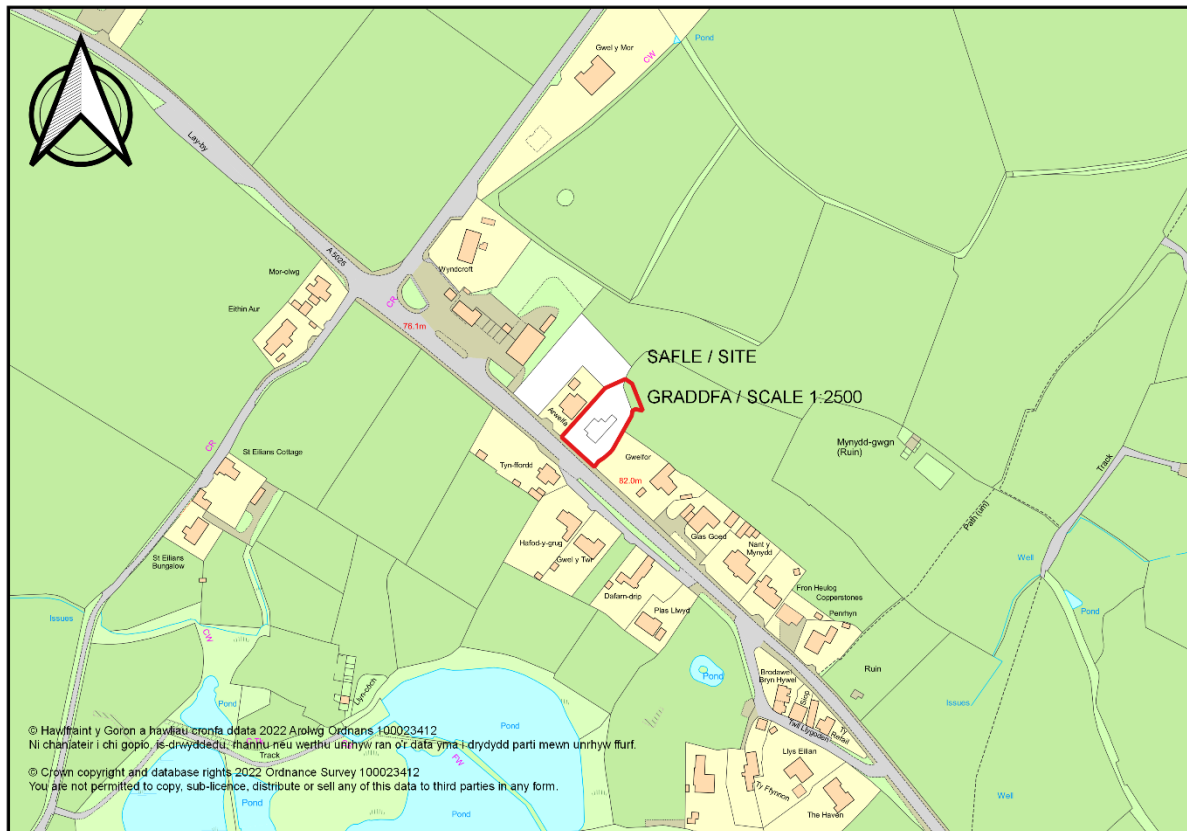 Gwel y Mor
CW
Pond
Lay-by
Wyndcroft
A 5025
Mor-olwg
Eithin Aur
CR
76.1m
SAFLE / SITE
GRADDFA / SCALE 1:2500
Arwelfa
CR
St Eilians Cottage
Tyn-ffordd
Gwelfor
82.0m
Mynydd-gwgn
(Ruin)
Track
Path (um)
Hafod-y-grug
Gwel y Twr
Glas Goed
Nant y
Mynydd
St Eilians
Bungalow
Dafarn-drip
Fron Heulog
Copperstones
Penrhyn
Well
Plas Llwyd
Pond
Issues
CW
Ruin
Pond
Brodawel
Bryn Hywel
Siop
Ty
Refail
Issues
Twll Llygoden
Pond
Pond
© Hawlfraint y Goron a hawliau cronfa ddata 2022 Arolwg Ordnans 100023412
Ni chaniateir i chi gopïo, is-drwyddedu, rhannu neu werthu unrhyw ran o'r data yma i drydydd parti mewn unrhyw ffurf.
Track
FW
Llys Eilian
© Crown copyright and database rights 2022 Ordnance Survey 100023412
You are not permitted to copy, sub-licence, distribute or sell any of this data to third parties in any form.
Ty Ffynnon
Well
Pond
Pond
The Haven